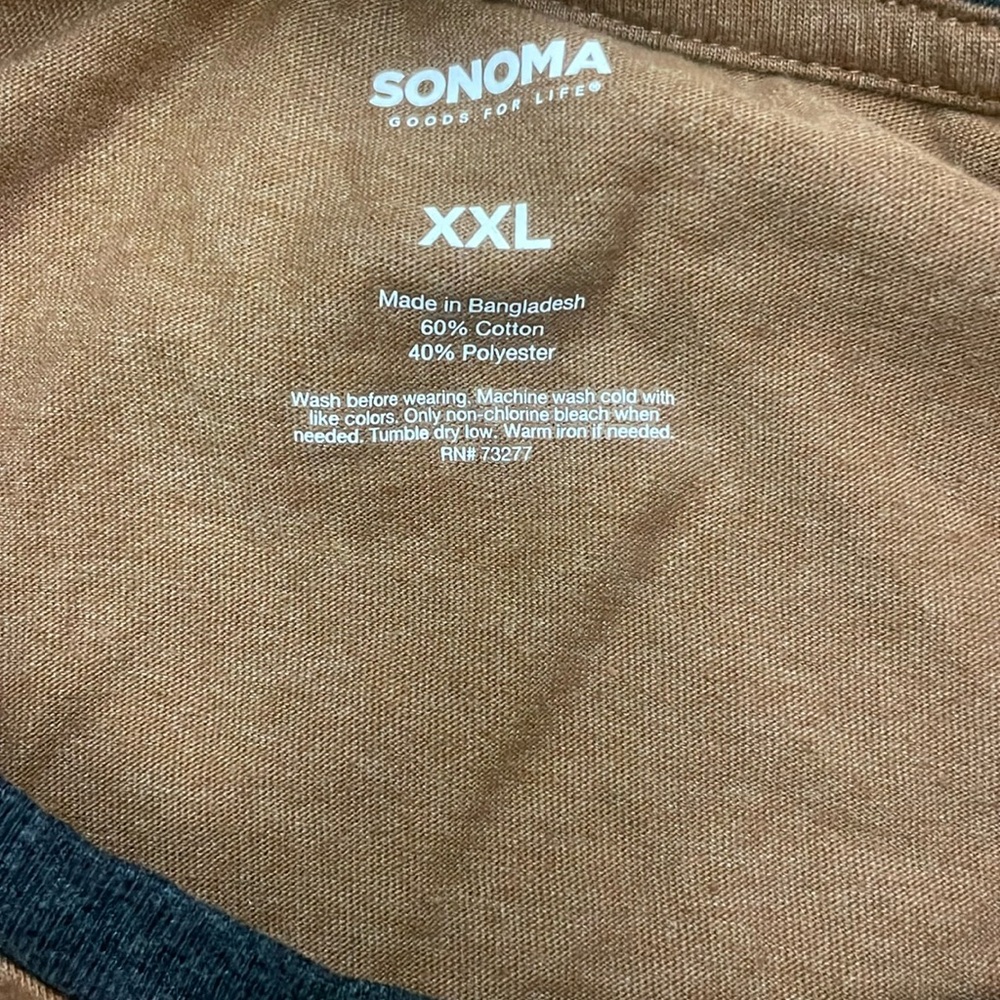 SONOMA
GOODS FOR LIFE®
XXL
Made in Bangladesh
60% Cotton
40% Polyester
Wash before wearing. Machine wash cold with
like colors. Only non-chlorine bleach when
needed. Tumble dry low. Warm iron if needed.
RN# 73277